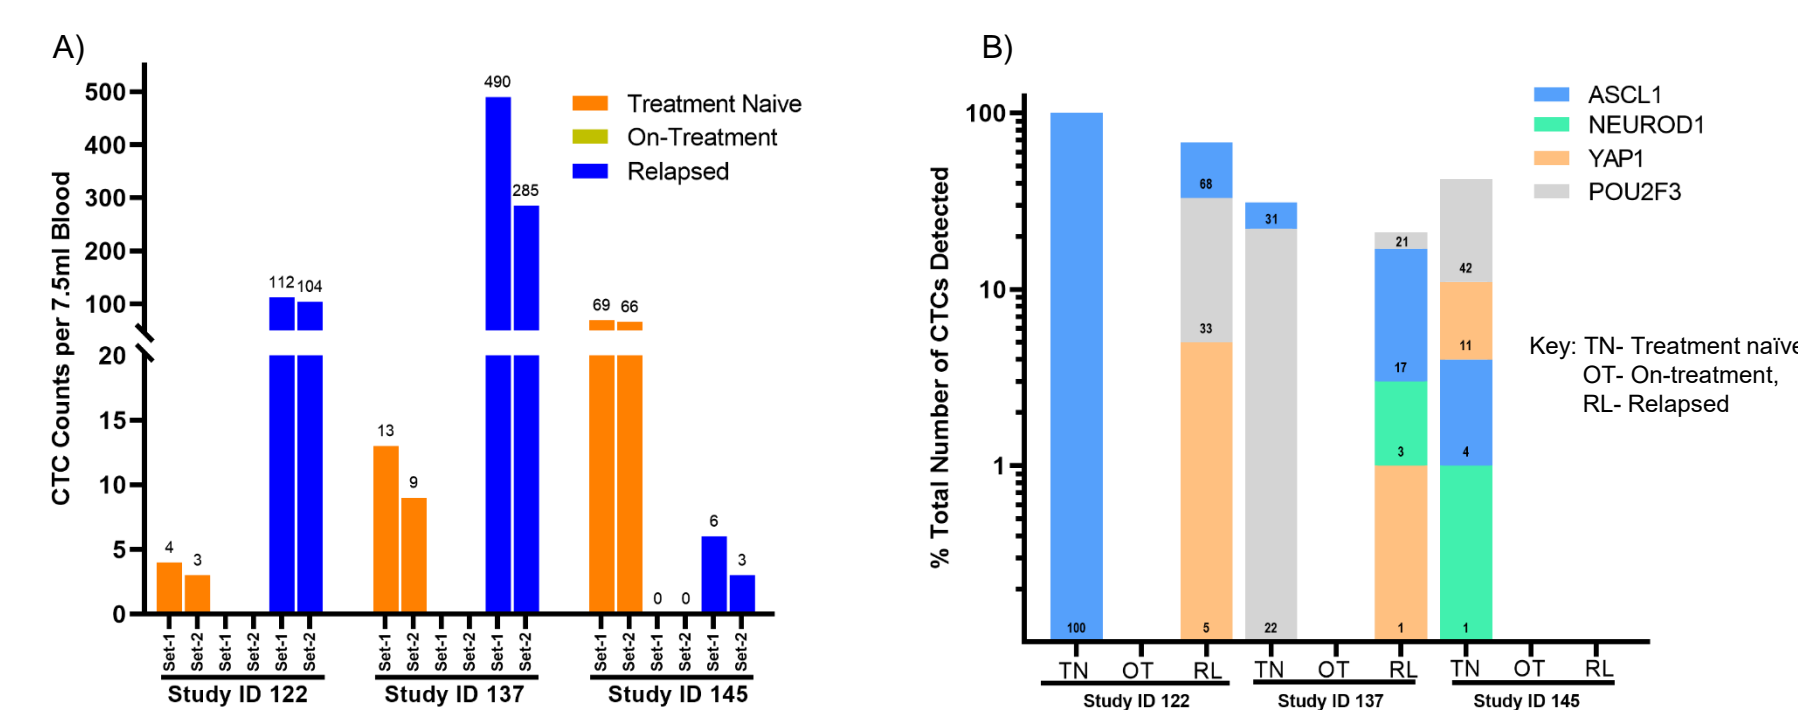 A)
CTC Counts per 7.5ml Blood
500
400
300
200
100
20
15
10
5
0
4
3
112
104
13
9
490
285
69
66
0
0
6
3
Treatment Naive
On-Treatment
Relapsed
Set-1
Set-2
Set-1
Set-2
Set-1
Set-2
Set-1
Set-2
Set-1
Set-2
Set-1
Set-2
Set-1
Set-2
Set-1
Set-2
Set-1
Set-2
Study ID 122
Study ID 137
Study ID 145
B)
% Total Number of CTCs Detected
100
10
1
100
68
33
5
31
22
21
17
3
1
42
11
4
1
ASCL1
NEUROD1
YAP1
POU2F3
Key: TN- Treatment naïve
OT- On-treatment,
RL- Relapsed
TN OT RL TN OT RL TN OT RL
Study ID 122
Study ID 137
Study ID 145